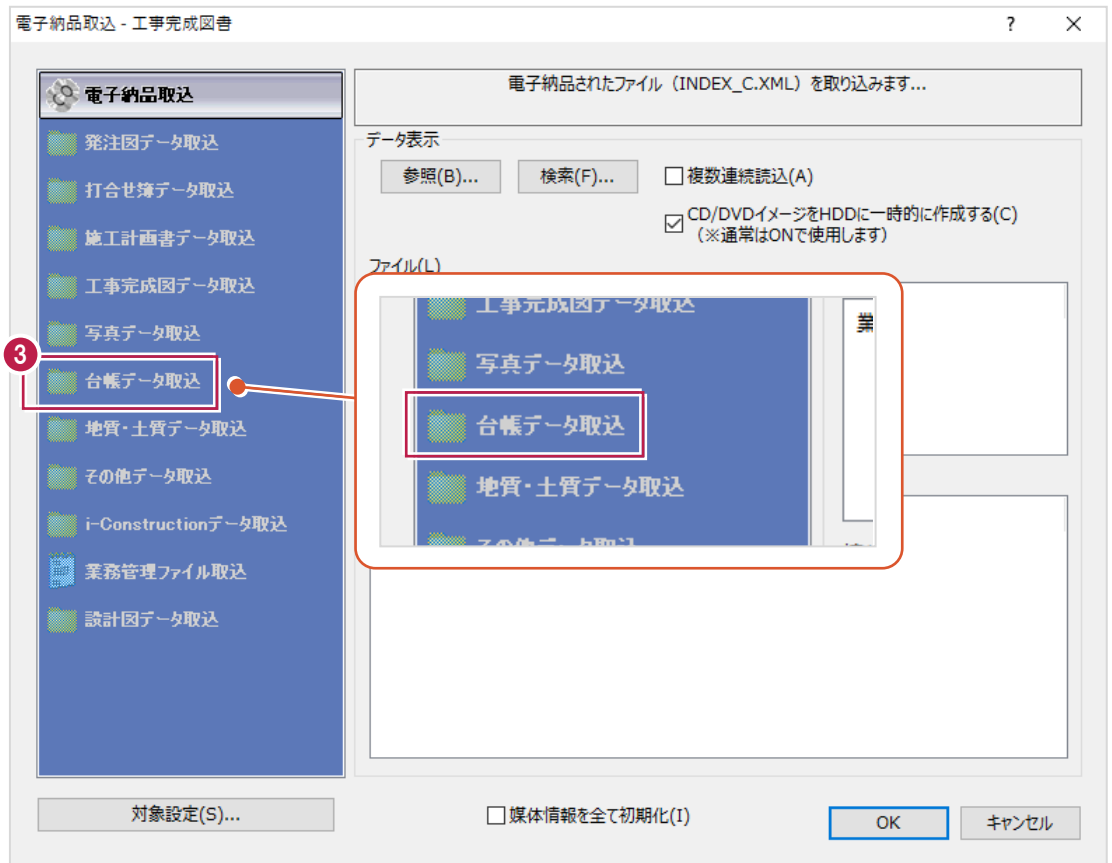 電子納品取込 - 工事完成図書
?
電子納品取込
電子納品されたファイル（INDEX_C.XML）を取り込みます...
発注図データ取込
打合せ簿データ取込
施工計画書データ取込
工事完成図データ取込
写真データ取込
3
台帳データ取込
地質・土質データ取込
その他データ取込
i-Constructionデータ取込
業務管理ファイル取込
設計図データ取込
データ表示
参照(B)...
検索(F)...
複数連続読込(A)
CD/DVDイメージをHDDに一時的に作成する(C)
（※通常はONで使用します）
ファイル(L)
工事完成図データ取込
業
写真データ取込
台帳データ取込
地質・土質データ取込
その他データ取込
対象設定(S)...
媒体情報を全て初期化(I)
OK
キャンセル